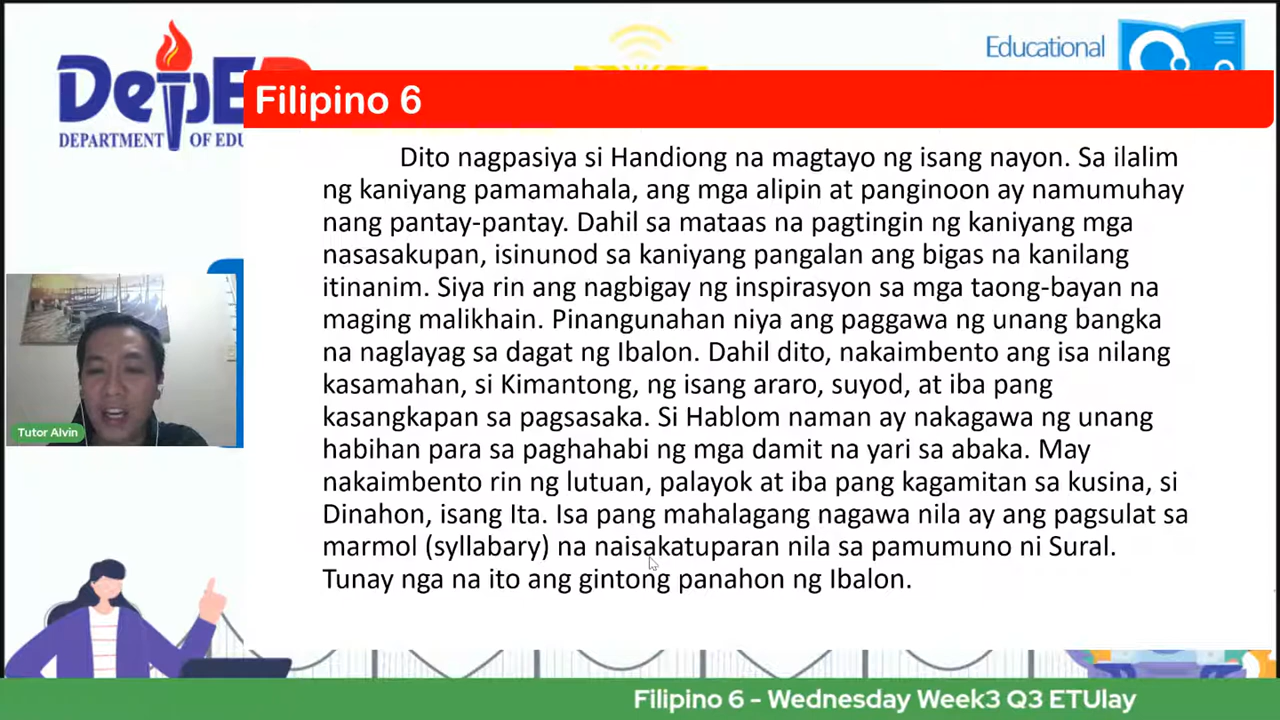 Educational
DepED
DEPARTMENT OF EDU
Filipino 6
Dito nagpasiya si Handiong na magtayo ng isang nayon. Sa ilalim
ng kaniyang pamamahala, ang mga alipin at panginoon ay namumuhay
nang pantay-pantay. Dahil sa mataas na pagtingin ng kaniyang mga
nasasakupan, isinunod sa kaniyang pangalan ang bigas na kanilang
itinanim. Siya rin ang nagbigay ng inspirasyon sa mga taong-bayan na
maging malikhain. Pinangunahan niya ang paggawa ng unang bangka
na naglayag sa dagat ng Ibalon. Dahil dito, nakaimbento ang isa nilang
kasamahan, si Kimantong, ng isang araro, suyod, at iba pang
kasangkapan sa pagsasaka. Si Hablom naman ay nakagawa ng unang
habihan para sa paghahabi ng mga damit na yari sa abaka. May
nakaimbento rin ng lutuan, palayok at iba pang kagamitan sa kusina, si
Dinahon, isang Ita. Isa pang mahalagang nagawa nila ay ang pagsulat sa
marmol (syllabary) na naisakatuparan nila sa pamumuno ni Sural.
Tunay nga na ito ang gintong panahon ng Ibalon.
Tutor Alvin
Filipino 6 - Wednesday Week3 Q3 ETUlay